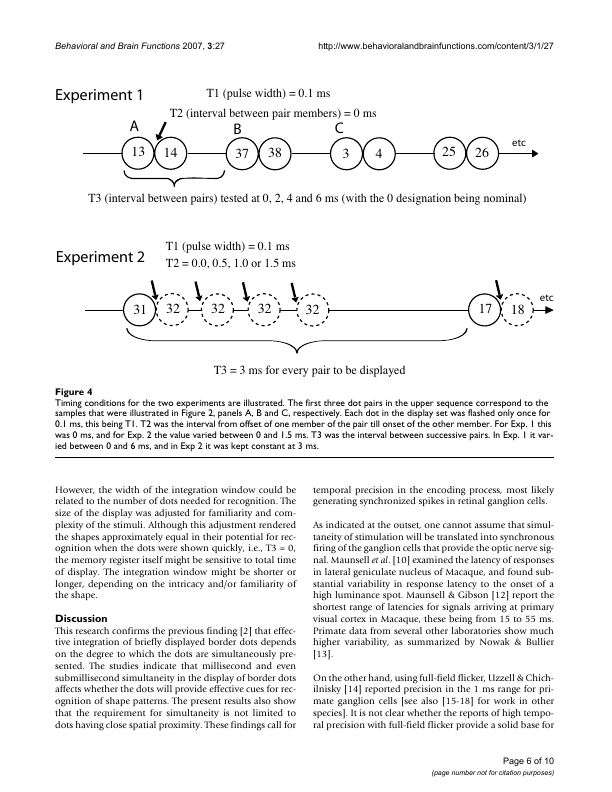 Behavioral and Brain Functions 2007, 3:27
http://www.behavioralandbrainfunctions.com/content/3/1/27
Experiment 1
T1 (pulse width) = 0.1 ms
T2 (interval between pair members) = 0 ms
A
B
C
13
14
37
38
3
4
25
26
etc
T3 (interval between pairs) tested at 0, 2, 4 and 6 ms (with the 0 designation being nominal)
Experiment 2
T1 (pulse width) = 0.1 ms
T2 = 0.0, 0.5, 1.0 or 1.5 ms
31
32
32
32
32
17
18
etc
T3 = 3 ms for every pair to be displayed
Figure 4
Timing conditions for the two experiments are illustrated. The first three dot pairs in the upper sequence correspond to the
samples that were illustrated in Figure 2, panels A, B and C, respectively. Each dot in the display set was flashed only once for
0.1 ms, this being T1. T2 was the interval from offset of one member of the pair till onset of the other member. For Exp. 1 this
was 0 ms, and for Exp. 2 the value varied between 0 and 1.5 ms. T3 was the interval between successive pairs. In Exp. 1 it var-
ied between 0 and 6 ms, and in Exp 2 it was kept constant at 3 ms.
However, the width of the integration window could be
related to the number of dots needed for recognition. The
size of the display was adjusted for familiarity and com-
plexity of the stimuli. Although this adjustment rendered
the shapes approximately equal in their potential for rec-
ognition when the dots were shown quickly, i.e., T3 = 0,
the memory register itself might be sensitive to total time
of display. The integration window might be shorter or
longer, depending on the intricacy and/or familiarity of
the shape.
Discussion
This research confirms the previous finding [2] that effec-
tive integration of briefly displayed border dots depends
on the degree to which the dots are simultaneously pre-
sented. The studies indicate that millisecond and even
submillisecond simultaneity in the display of border dots
affects whether the dots will provide effective cues for rec-
ognition of shape patterns. The present results also show
that the requirement for simultaneity is not limited to
dots having close spatial proximity. These findings call for
temporal precision in the encoding process, most likely
generating synchronized spikes in retinal ganglion cells.
As indicated at the outset, one cannot assume that simul-
taneity of stimulation will be translated into synchronous
firing of the ganglion cells that provide the optic nerve sig-
nal. Maunsell et al. [10] examined the latency of responses
in lateral geniculate nucleus of Macaque, and found sub-
stantial variability in response latency to the onset of a
high luminance spot. Maunsell & Gibson [12] report the
shortest range of latencies for signals arriving at primary
visual cortex in Macaque, these being from 15 to 55 ms.
Primate data from several other laboratories show much
higher variability, as summarized by Nowak & Bullier
[13].
On the other hand, using full-field flicker, Uzzell & Chich-
ilnisky [14] reported precision in the 1 ms range for pri-
mate ganglion cells [see also [15-18] for work in other
species]. It is not clear whether the reports of high tempo-
ral precision with full-field flicker provide a solid base for
Page 6 of 10
(page number not for citation purposes)